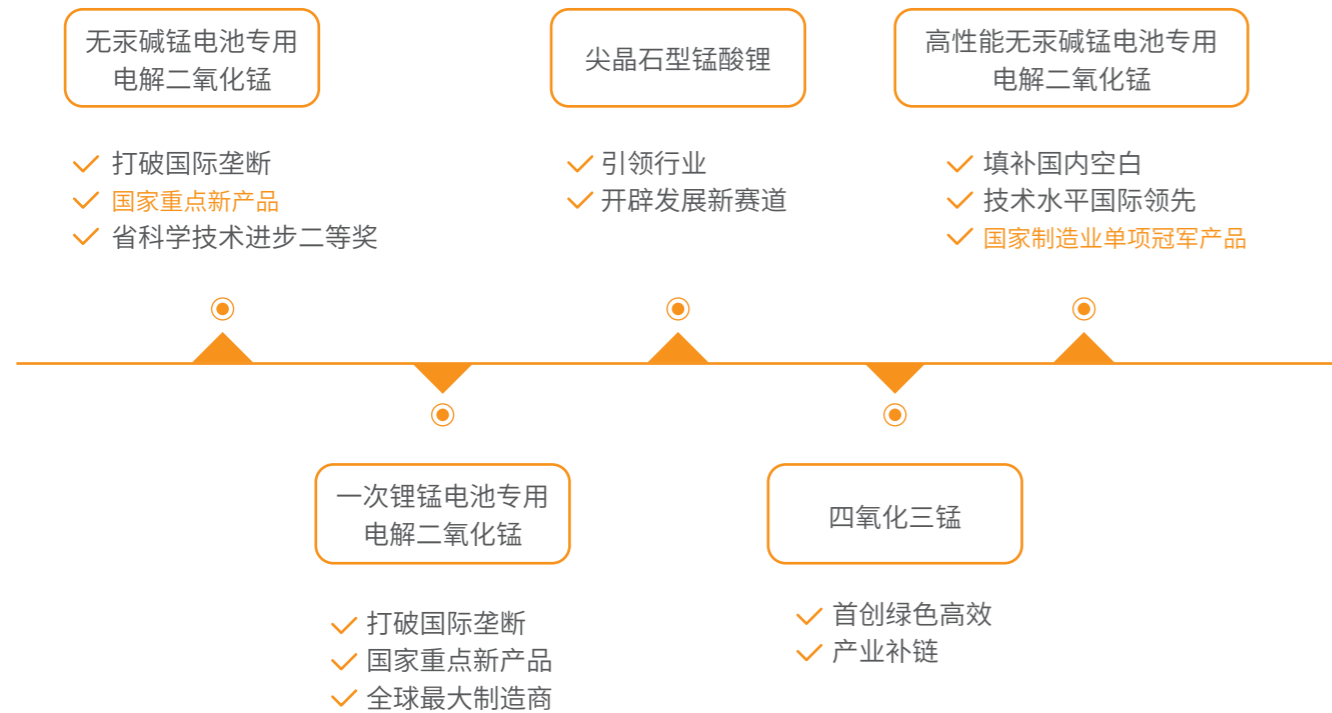 无汞碱锰电池专用
电解二氧化锰
打破国际垄断
国家重点新产品
省科学技术进步二等奖
尖晶石型锰酸锂
引领行业
开辟发展新赛道
高性能无汞碱锰电池专用
电解二氧化锰
填补国内空白
技术水平国际领先
国家制造业单项冠军产品
一次锂锰电池专用
电解二氧化锰
打破国际垄断
国家重点新产品
全球最大制造商
四氧化三锰
首创绿色高效
产业补链